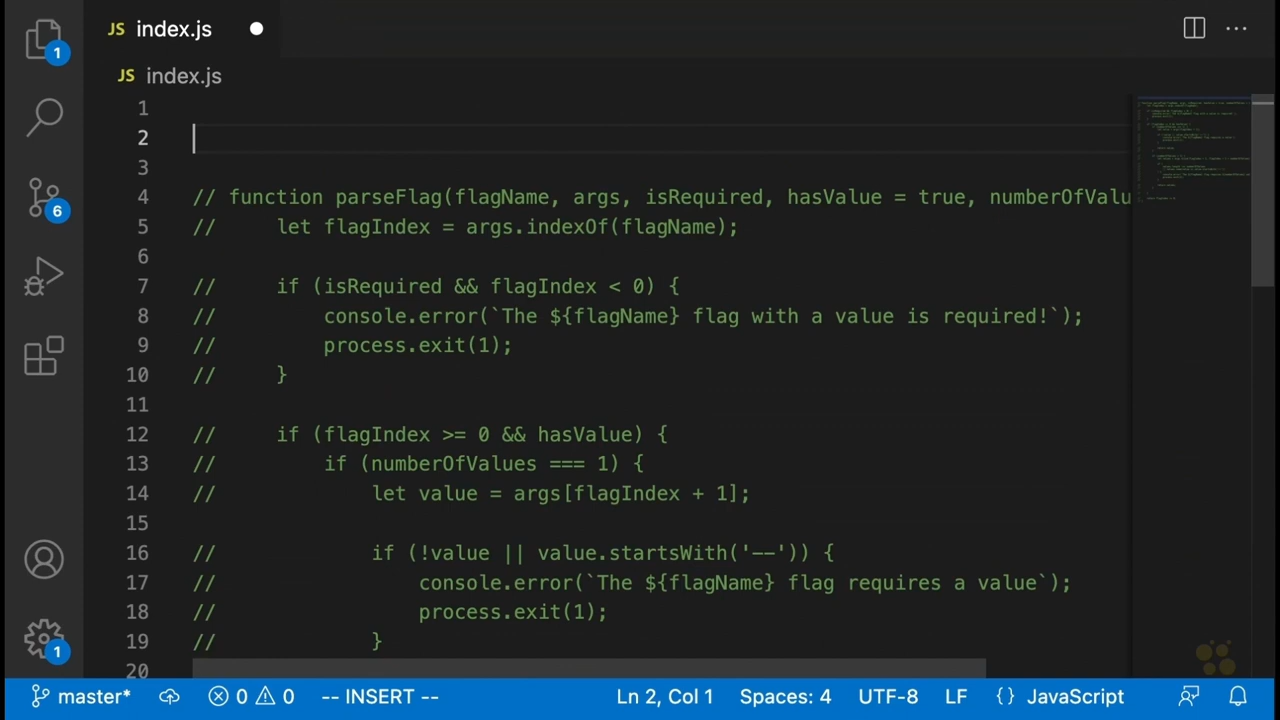 JS index.js
JS index.js
1
1
2
3
4 // function parseFlag(flagName, args, isRequired, hasValue = true, numberOfValu
5 //     let flagIndex = args.indexOf(flagName);
6
7 //     if (isRequired && flagIndex < 0) {
8 //         console.error(`The ${flagName} flag with a value is required!`);
9 //         process.exit(1);
10 //     }
11
12 //     if (flagIndex >= 0 && hasValue) {
13 //         if (numberOfValues === 1) {
14 //             let value = args[flagIndex + 1];
15
16 //             if (!value || value.startsWith('--')) {
17 //                 console.error(`The ${flagName} flag requires a value`);
18 //                 process.exit(1);
19 //             }
20
6
1
master* 0 0 -- INSERT -- Ln 2, Col 1 Spaces: 4 UTF-8 LF {} JavaScript